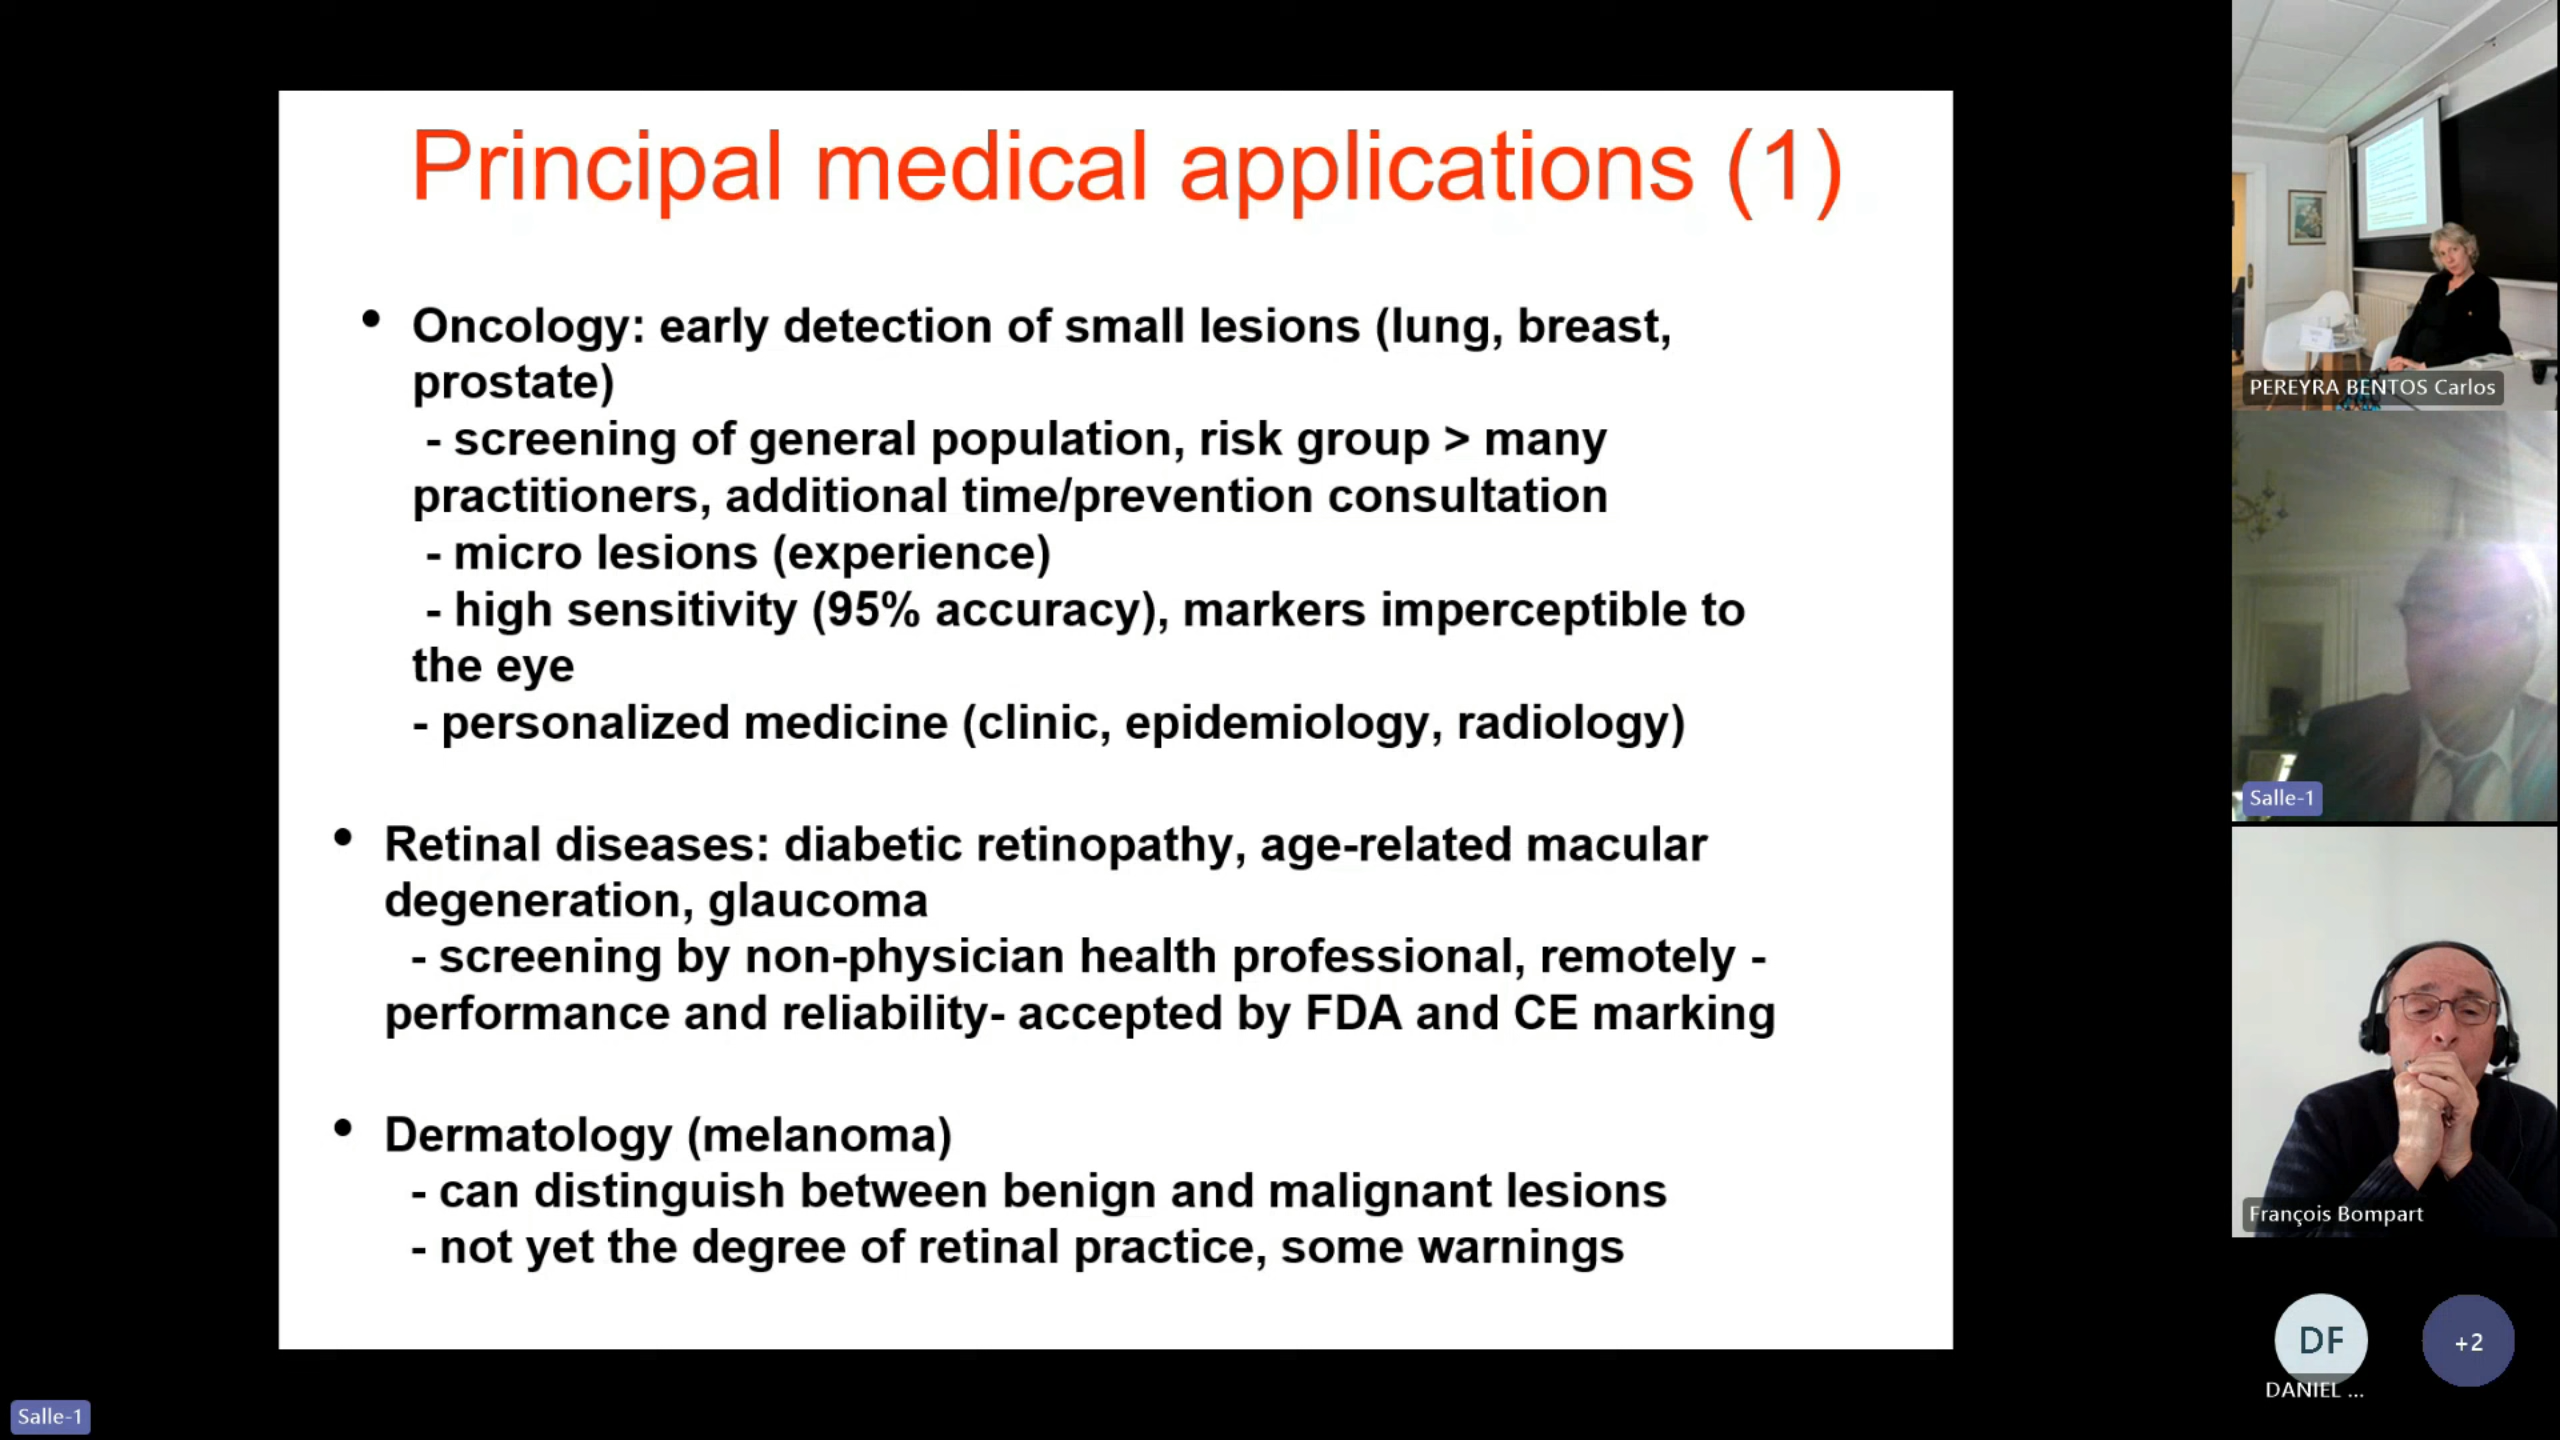 Principal medical applications (1)
• Oncology: early detection of small lesions (lung, breast,
prostate)
- screening of general population, risk group > many
practitioners, additional time/prevention consultation
- micro lesions (experience)
- high sensitivity (95% accuracy), markers imperceptible to
the eye
- personalized medicine (clinic, epidemiology, radiology)
• Retinal diseases: diabetic retinopathy, age-related macular
degeneration, glaucoma
- screening by non-physician health professional, remotely -
performance and reliability- accepted by FDA and CE marking
• Dermatology (melanoma)
- can distinguish between benign and malignant lesions
- not yet the degree of retinal practice, some warnings
Salle-1
PEREYRA BENTOS Carlos
Salle-1
François Bompart
DF
DANIEL ...
+2